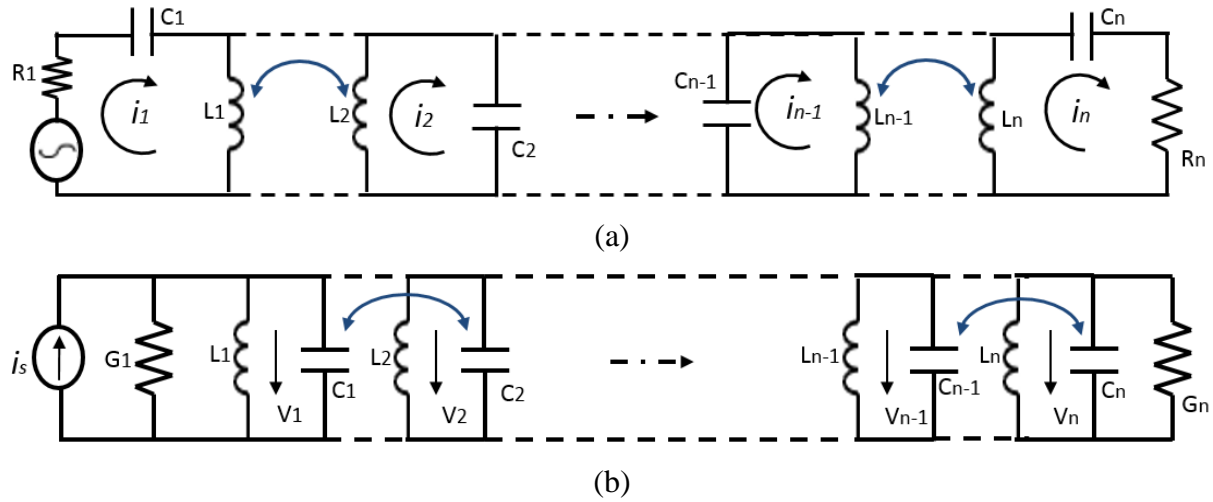 C1 Cn
R1 i1 L1 L2 i2 C2 Cn-1 in-1 Ln-1 Ln in Rn
(a)
is G1 L1 V1 C1 L2 V2 C2 Ln-1 Vn-1 Cn-1 Ln Vn Cn Gn
(b)